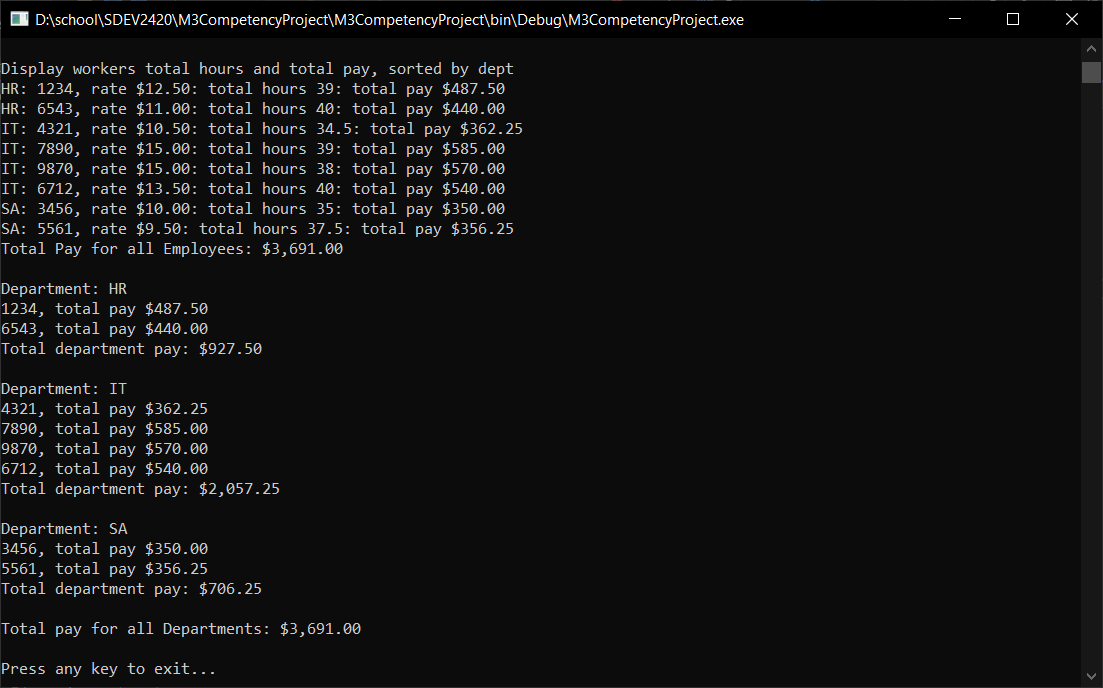 D:\school\SDEV2420\M3CompetencyProject\M3CompetencyProject\bin\Debug\M3CompetencyProject.exe
Display workers total hours and total pay, sorted by dept
HR: 1234, rate $12.50: total hours 39: total pay $487.50
HR: 6543, rate $11.00: total hours 40: total pay $440.00
IT: 4321, rate $10.50: total hours 34.5: total pay $362.25
IT: 7890, rate $15.00: total hours 39: total pay $585.00
IT: 9870, rate $15.00: total hours 38: total pay $570.00
IT: 6712, rate $13.50: total hours 40: total pay $540.00
SA: 3456, rate $10.00: total hours 35: total pay $350.00
SA: 5561, rate $9.50: total hours 37.5: total pay $356.25
Total Pay for all Employees: $3,691.00
Department: HR
1234, total pay $487.50
6543, total pay $440.00
Total department pay: $927.50
Department: IT
4321, total pay $362.25
7890, total pay $585.00
9870, total pay $570.00
6712, total pay $540.00
Total department pay: $2,057.25
Department: SA
3456, total pay $350.00
5561, total pay $356.25
Total department pay: $706.25
Total pay for all Departments: $3,691.00
Press any key to exit...